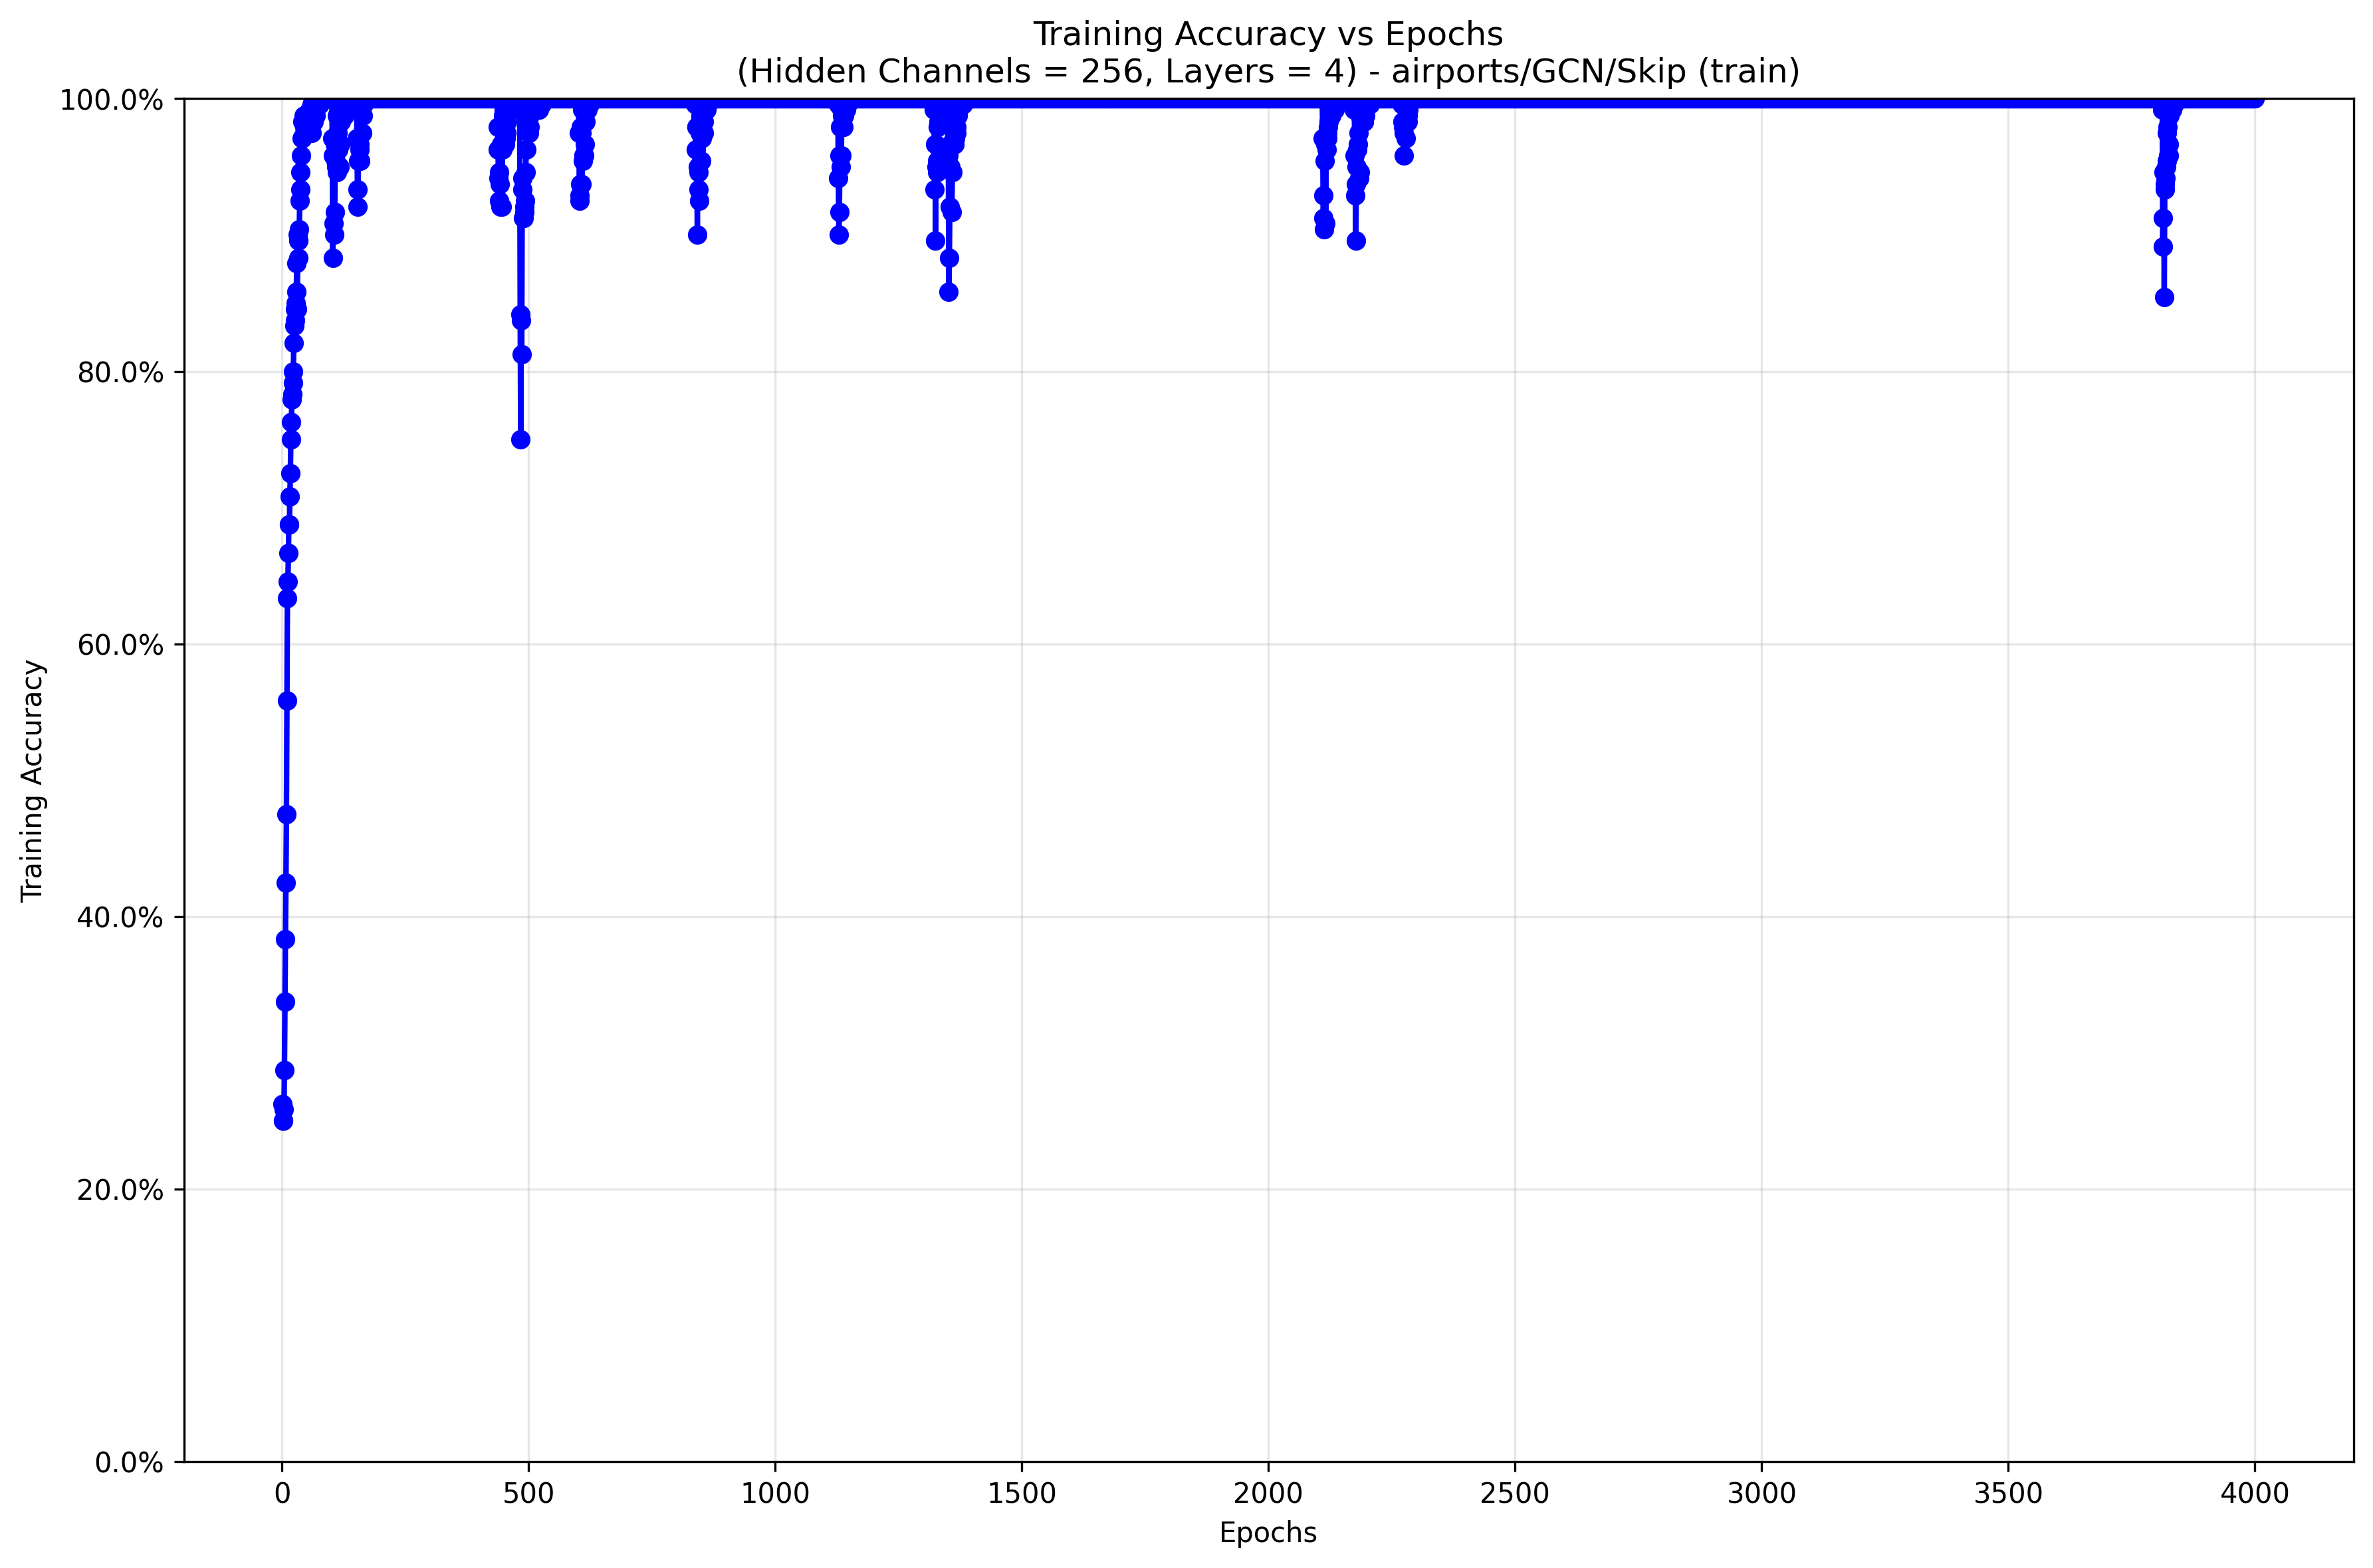 Training Accuracy vs Epochs
(Hidden Channels = 256, Layers = 4) - airports/GCN/Skip (train)
100.0%
80.0%
60.0%
40.0%
20.0%
0.0%
Training Accuracy
0 500 1000 1500 2000 2500 3000 3500 4000
Epochs